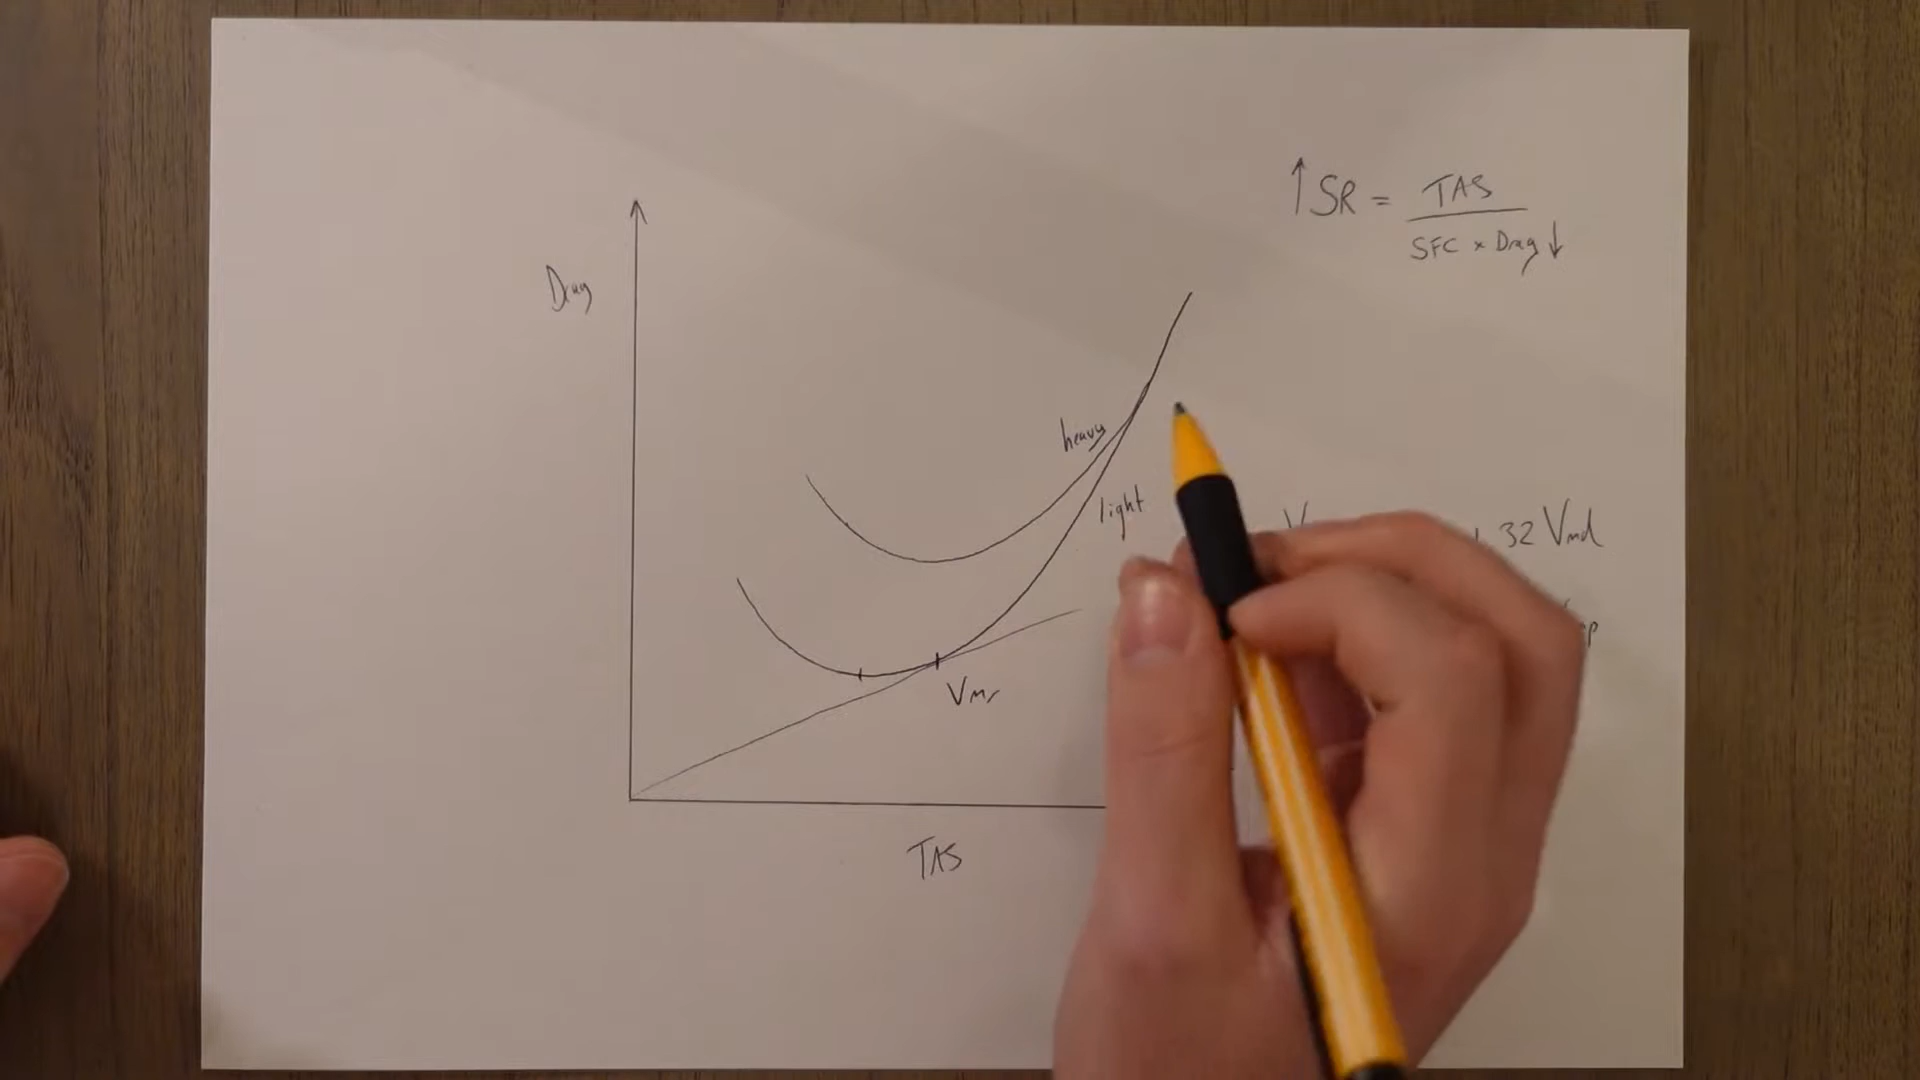 ↑SR = TAS
SFC × Drag↓
Drag
heavy
light
V
32 Vmd
Vmr
TAS